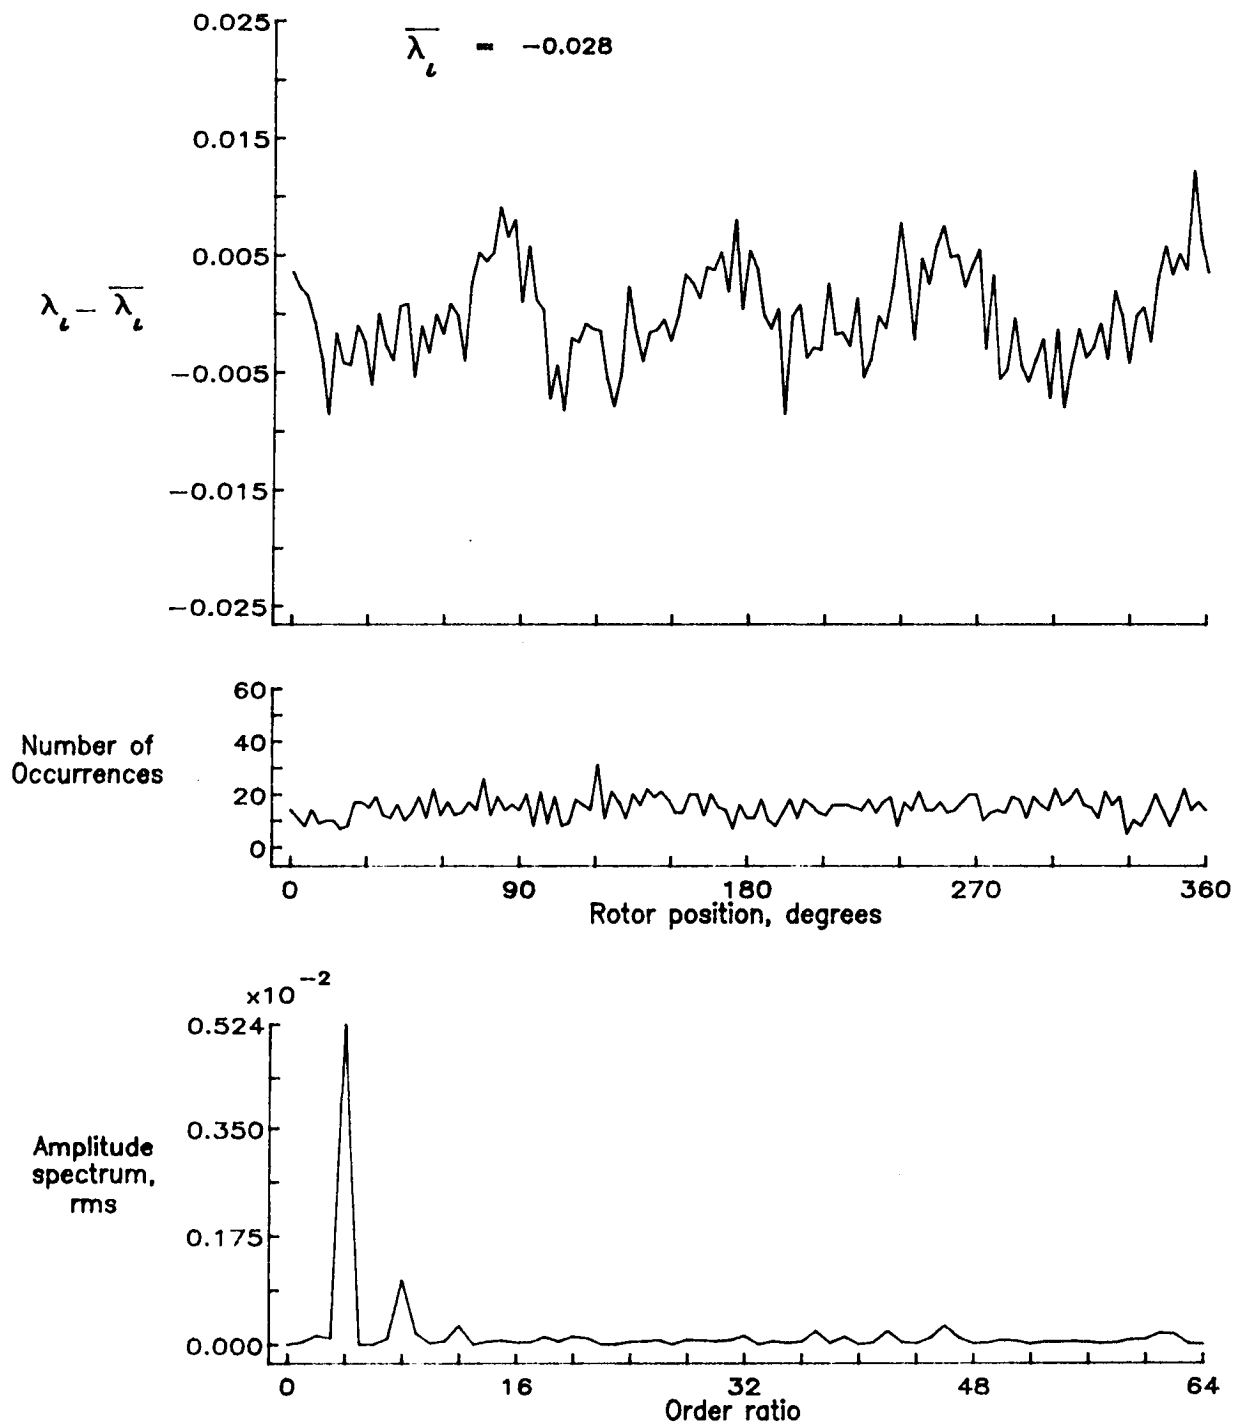 0.025
λ̅ι = −0.028
0.015
0.005
λι − λ̅ι
−0.005
−0.015
−0.025
60
Number of
Occurrences
40
20
0
0 90 180 270 360
Rotor position, degrees
×10⁻²
0.524
0.350
Amplitude
spectrum,
rms
0.175
0.000
0 16 32 48 64
Order ratio